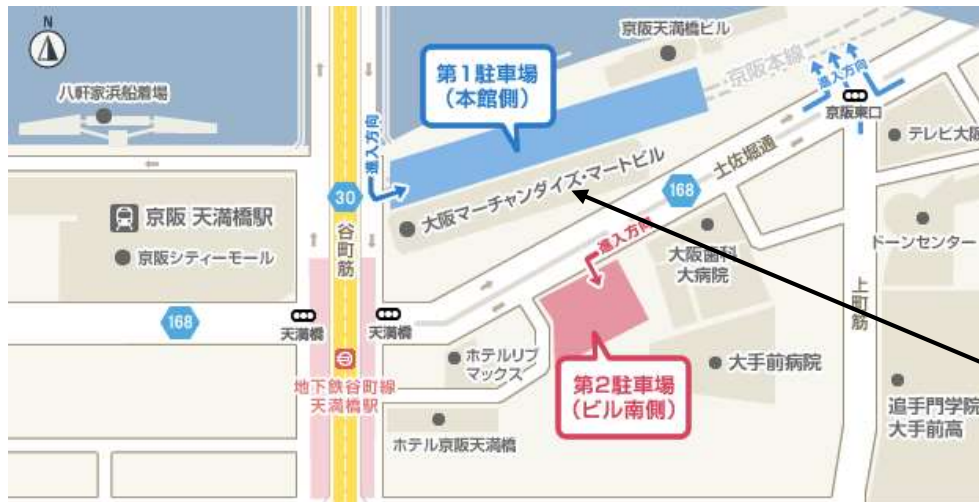 N
八軒家浜船着場
京阪天満橋ビル
第1駐車場
(本館側)
京阪本線
進入方向
京阪東口
テレビ大阪
進入方向
30
谷町筋
大阪マーチャンダイズ・マートビル
土佐堀通
168
京阪 天満橋駅
京阪シティーモール
進入方向
大阪歯科
大病院
ドーンセンター
上町筋
168
天満橋
天満橋
地下鉄谷町線
天満橋駅
ホテルリブ
マックス
第2駐車場
(ビル南側)
大手前病院
追手門学院
大手前高
ホテル京阪天満橋